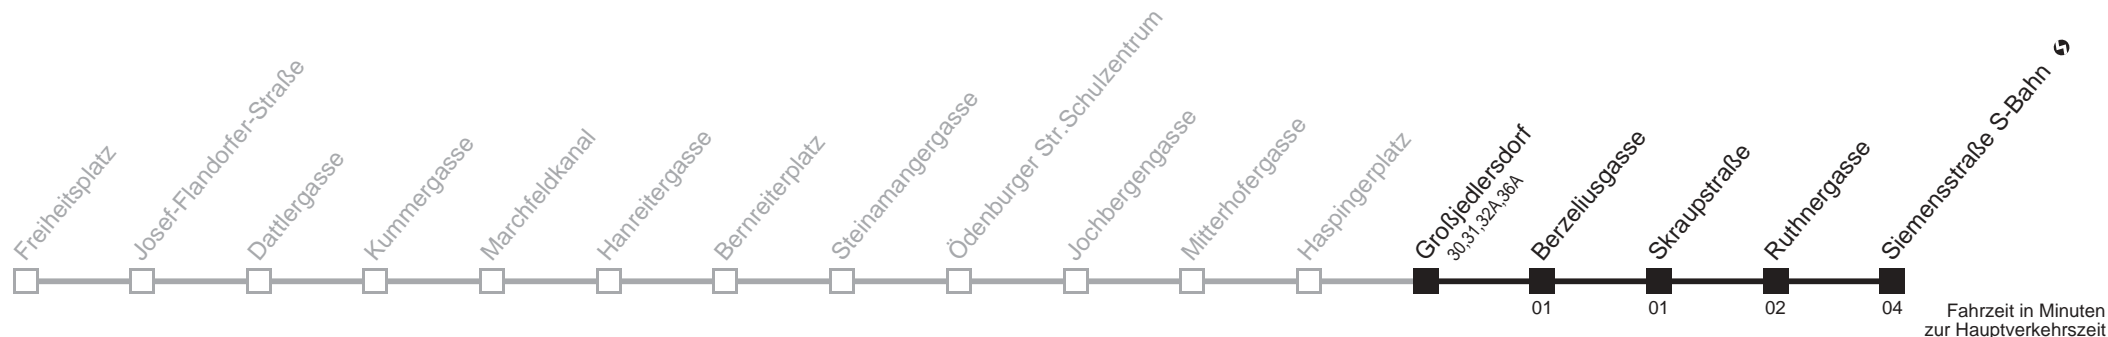 Freiheitsplatz
Josef-Flandorfer-Straße
Dattlergasse
Kummergasse
Marchfeldkanal
Hanreitergasse
Bernreiterplatz
Steinamangergasse
Ödenburger Str.Schulzentrum
Jochbergengasse
Mitterhofergasse
Haspingerplatz
Großjedlersdorf
30,31,32A,36A
Berzeliusgasse
Skraupstraße
Ruthnergasse
Siemensstraße S-Bahn
01
01
02
04
Fahrzeit in Minuten
zur Hauptverkehrszeit